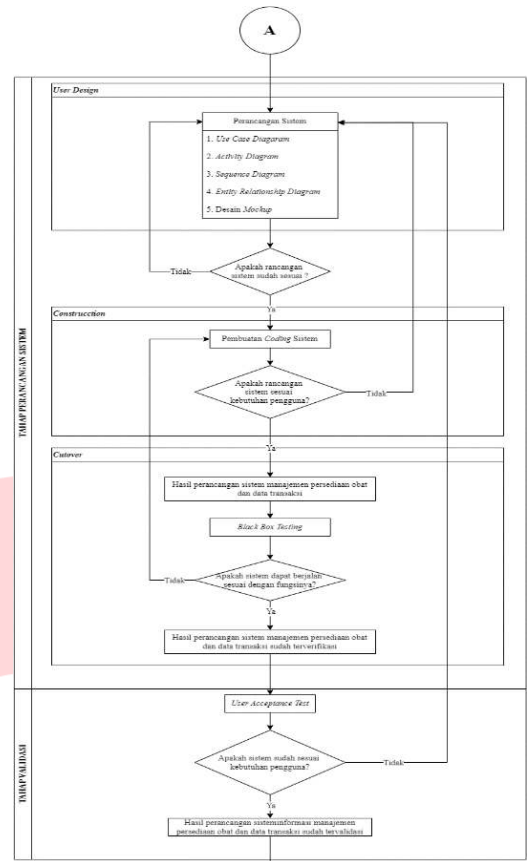 A
User Design
Perancangan Sistem
1. Use Case Diagaram
2. Activity Diagram
3. Sequence Diagram
4. Entity Relationship Diagram
5. Desain Mockup
Apakah rancangan
sistem sudah sesuai ?
Tidak
Ya
Construcction
Pembuatan Coding Sistem
Apakah rancangan
sistem sesuai
kebutuhan pengguna?
Tidak
Ya
TAHAP PERANCANGAN SISTEM
Cutover
Hasil perancangan sistem manajemen persediaan obat
dan data transaksi
Black Box Testing
Apakah sistem dapat berjalan
sesuai dengan fungsinya?
Tidak
Ya
Hasil perancangan sistem manajemen persediaan obat
dan data transaksi sudah terverifikasi
TAHAP VALIDASI
User Acceptance Test
Apakah sistem sudah sesuai
kebutuhan pengguna?
Tidak
Ya
Hasil perancangan sisteminformasi manajemen
persediaan obat dan data transaksi sudah tervalidasi